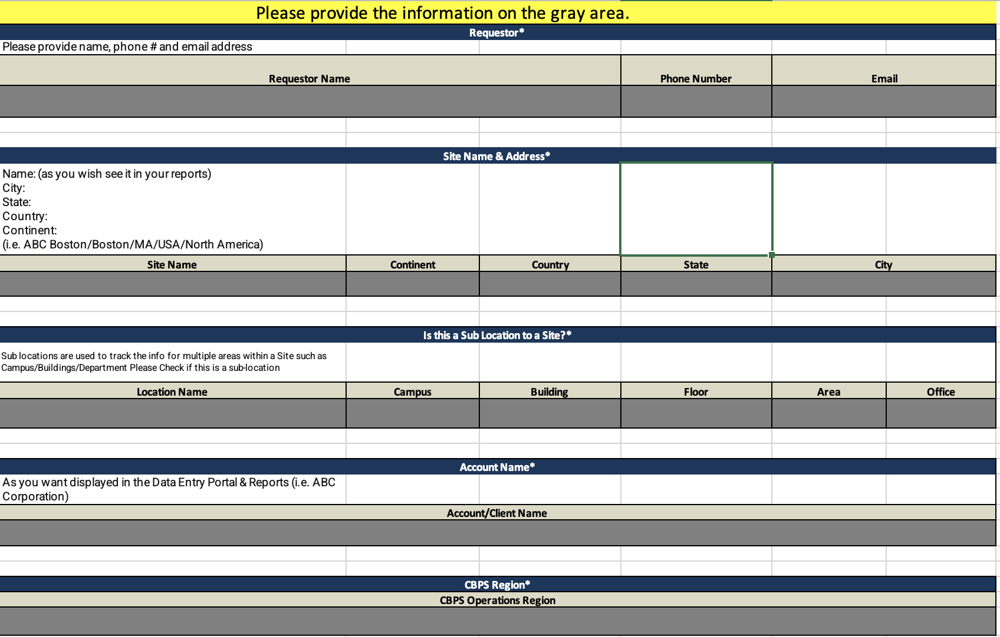 Please provide the information on the gray area.
Requestor*
Please provide name, phone # and email address
Requestor Name Phone Number Email
Site Name & Address*
Name: (as you wish see it in your reports)
City:
State:
Country:
Continent:
(i.e. ABC Boston/Boston/MA/USA/North America)
Site Name Continent Country State City
Is this a Sub Location to a Site?*
Sub locations are used to track the info for multiple areas within a Site such as
Campus/Buildings/Department Please Check if this is a sub-location
Location Name Campus Building Floor Area Office
Account Name*
As you want displayed in the Data Entry Portal & Reports (i.e. ABC
Corporation)
Account/Client Name
CBPS Region*
CBPS Operations Region